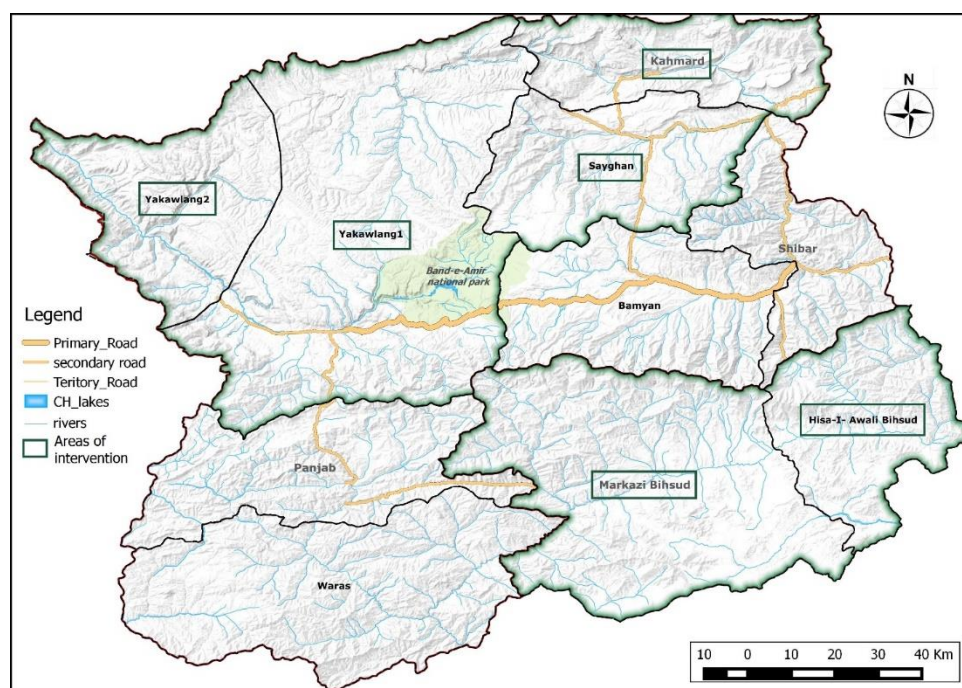 Kahmard
N
Sayghan
Yakawlang2
Yakawlang1
Shibar
Band-e-Amir
national park
Bamyan
Legend
Primary_Road
secondary road
Teritory_Road
CH_lakes
rivers
Areas of
intervention
Hisa-I- Awali Bihsud
Panjab
Markazi Bihsud
Waras
10 0 10 20 30 40 Km